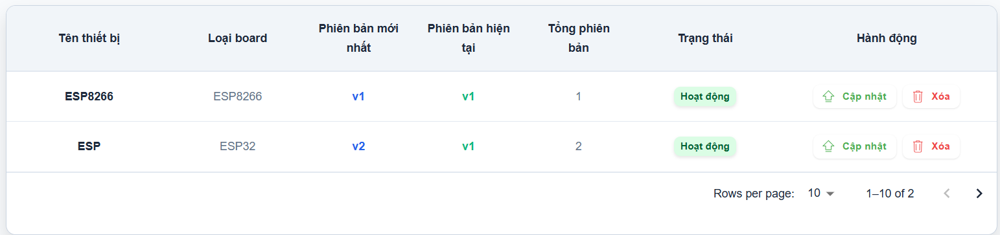 Tên thiết bị Loại board Phiên bản mới nhất Phiên bản hiện tại Tổng phiên bản Trạng thái Hành động
ESP8266 ESP8266 v1 v1 1 Hoạt động Cập nhật Xóa
ESP ESP32 v2 v1 2 Hoạt động Cập nhật Xóa
Rows per page: 10 1–10 of 2